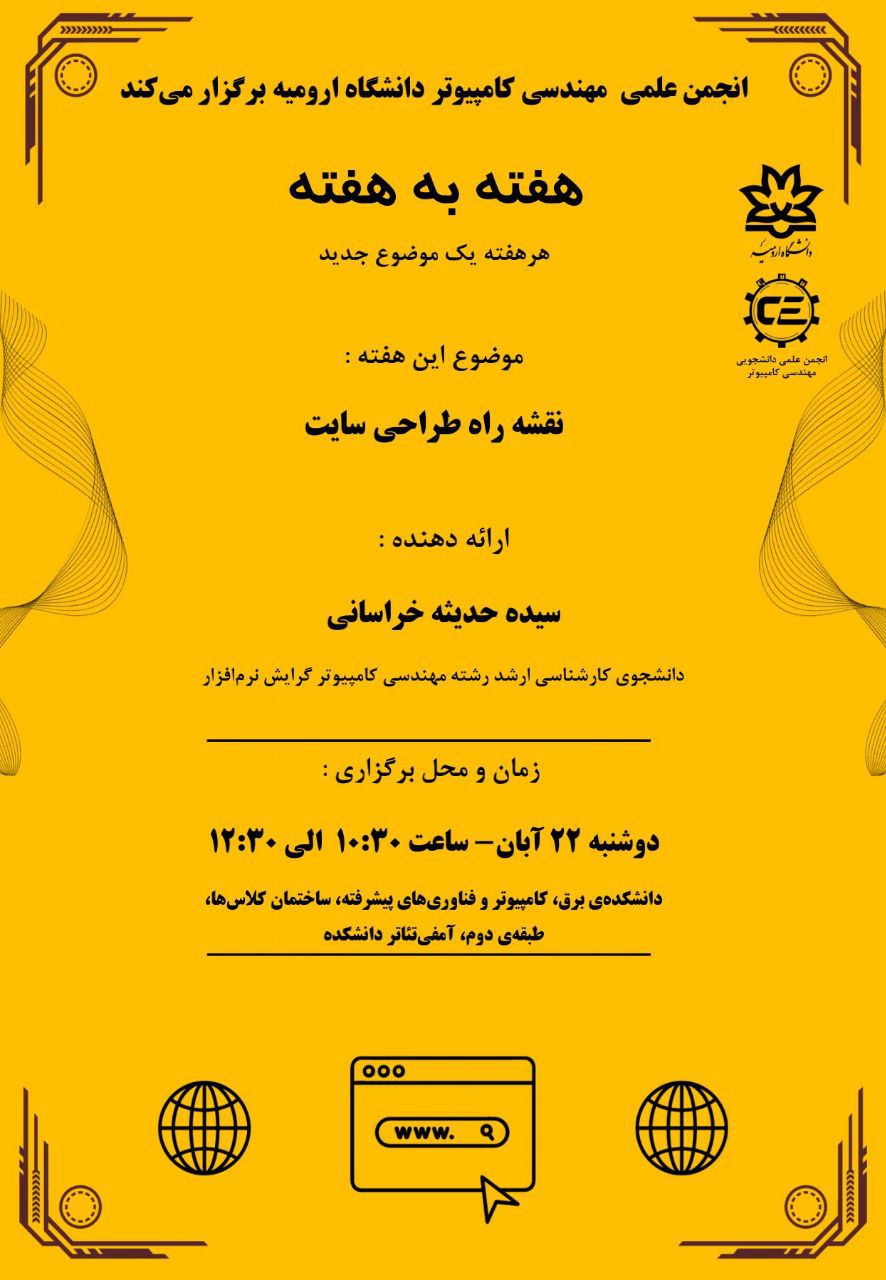 انجمن علمی مهندسی کامپیوتر دانشگاه ارومیه برگزار می‌کند
هفته به هفته
هرهفته یک موضوع جدید
دانشگاه ارومیه
CE
انجمن علمی دانشجویی
مهندسی کامپیوتر
موضوع این هفته :
نقشه راه طراحی سایت
ارائه دهنده :
سیده حدیثه خراسانی
دانشجوی کارشناسی ارشد رشته مهندسی کامپیوتر گرایش نرم‌افزار
زمان و محل برگزاری :
دوشنبه ۲۲ آبان- ساعت ۱۰:۳۰ الی ۱۲:۳۰
دانشکده‌ی برق، کامپیوتر و فناوری‌های پیشرفته، ساختمان کلاس‌ها،
طبقه‌ی دوم، آمفی‌تئاتر دانشکده
www.